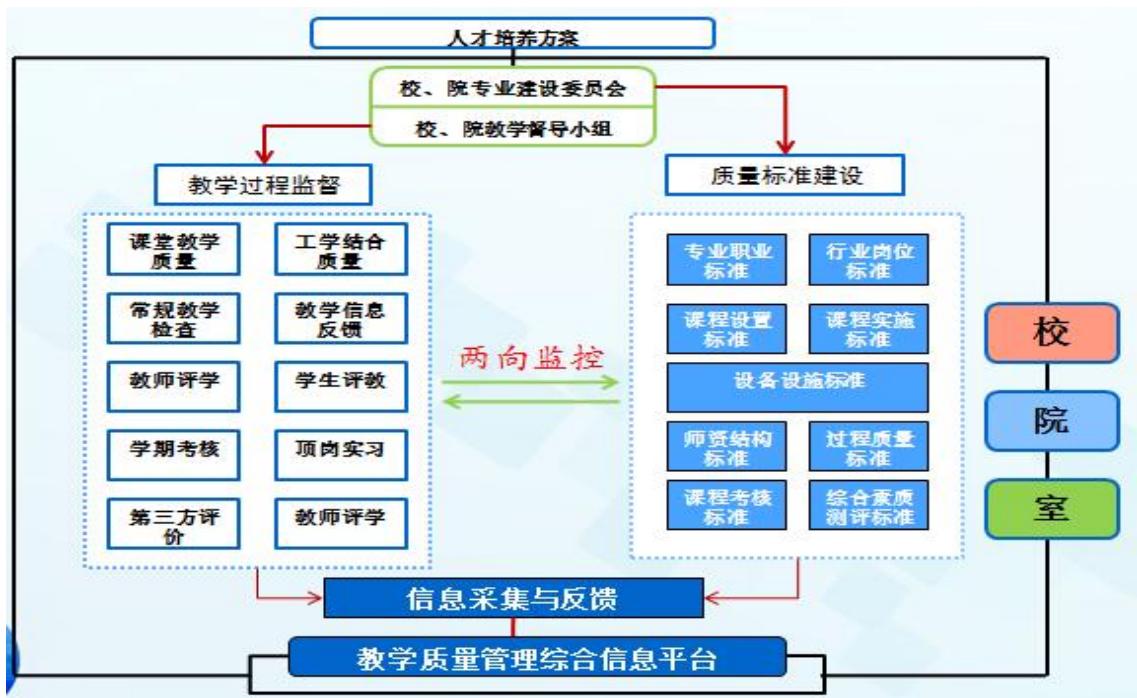 人才培养方案
校、院专业建设委员会
校、院教学督导小组
教学过程监督
质量标准建设
课堂教学
质量
工学结合
质量
常规教学
检查
教学信息
反馈
教师评学
学生评教
学期考核
顶岗实习
第三方评
价
教师评学
两向监控
专业职业
标准
行业岗位
标准
课程设置
标准
课程实施
标准
设备设施标准
师资结构
标准
过程质量
标准
课程考核
标准
综合素质
测评标准
校
院
室
信息采集与反馈
教学质量管理综合信息平台